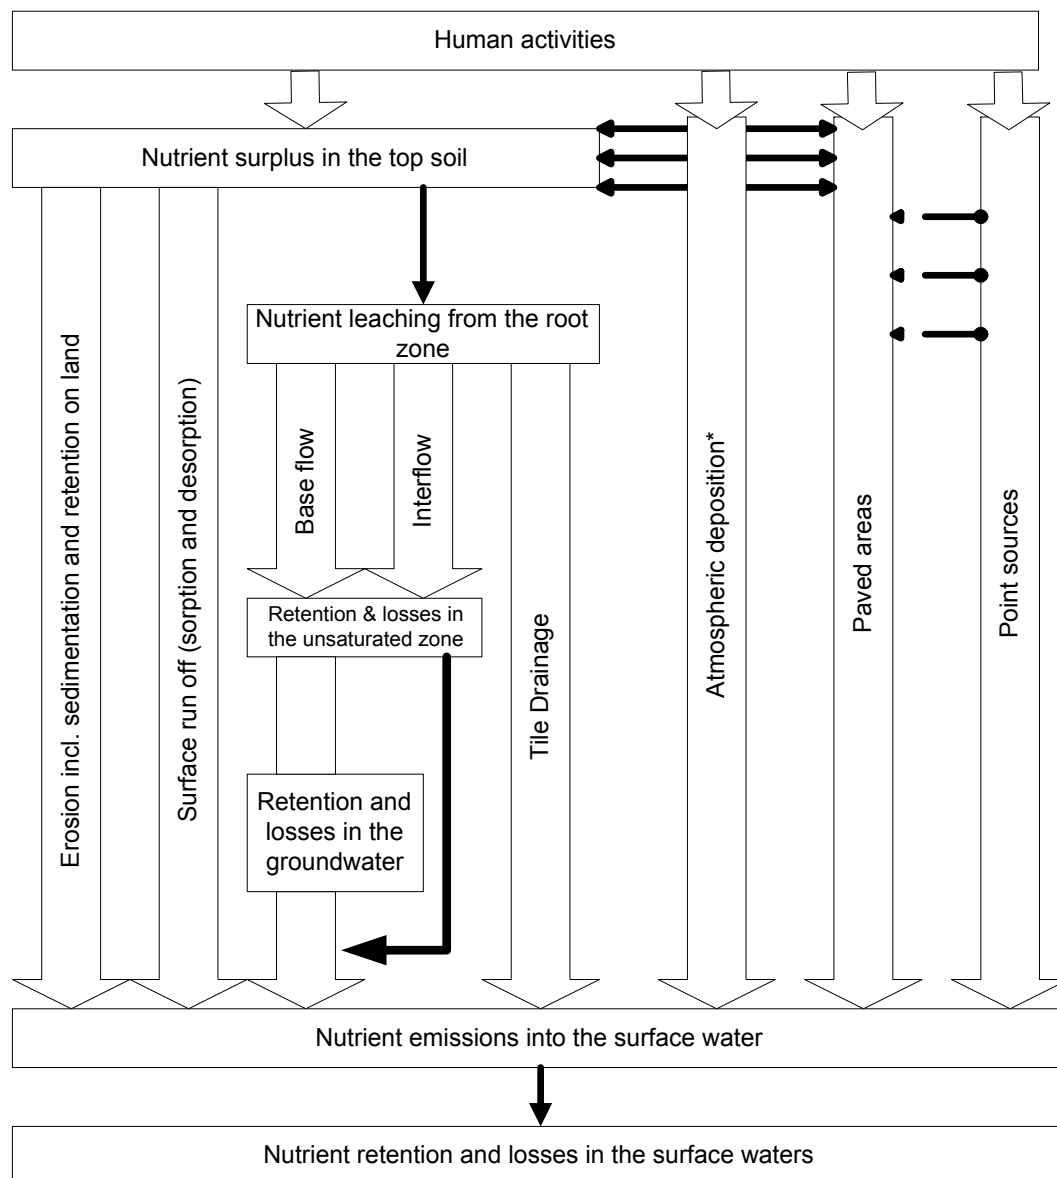 Human activities
Nutrient surplus in the top soil
Nutrient leaching from the root
zone
Erosion incl. sedimentation and retention on land
Surface run off (sorption and desorption)
Base flow
Interflow
Tile Drainage
Atmospheric deposition*
Paved areas
Point sources
Retention & losses in
the unsaturated zone
Retention and
losses in the
groundwater
Nutrient emissions into the surface water
Nutrient retention and losses in the surface waters